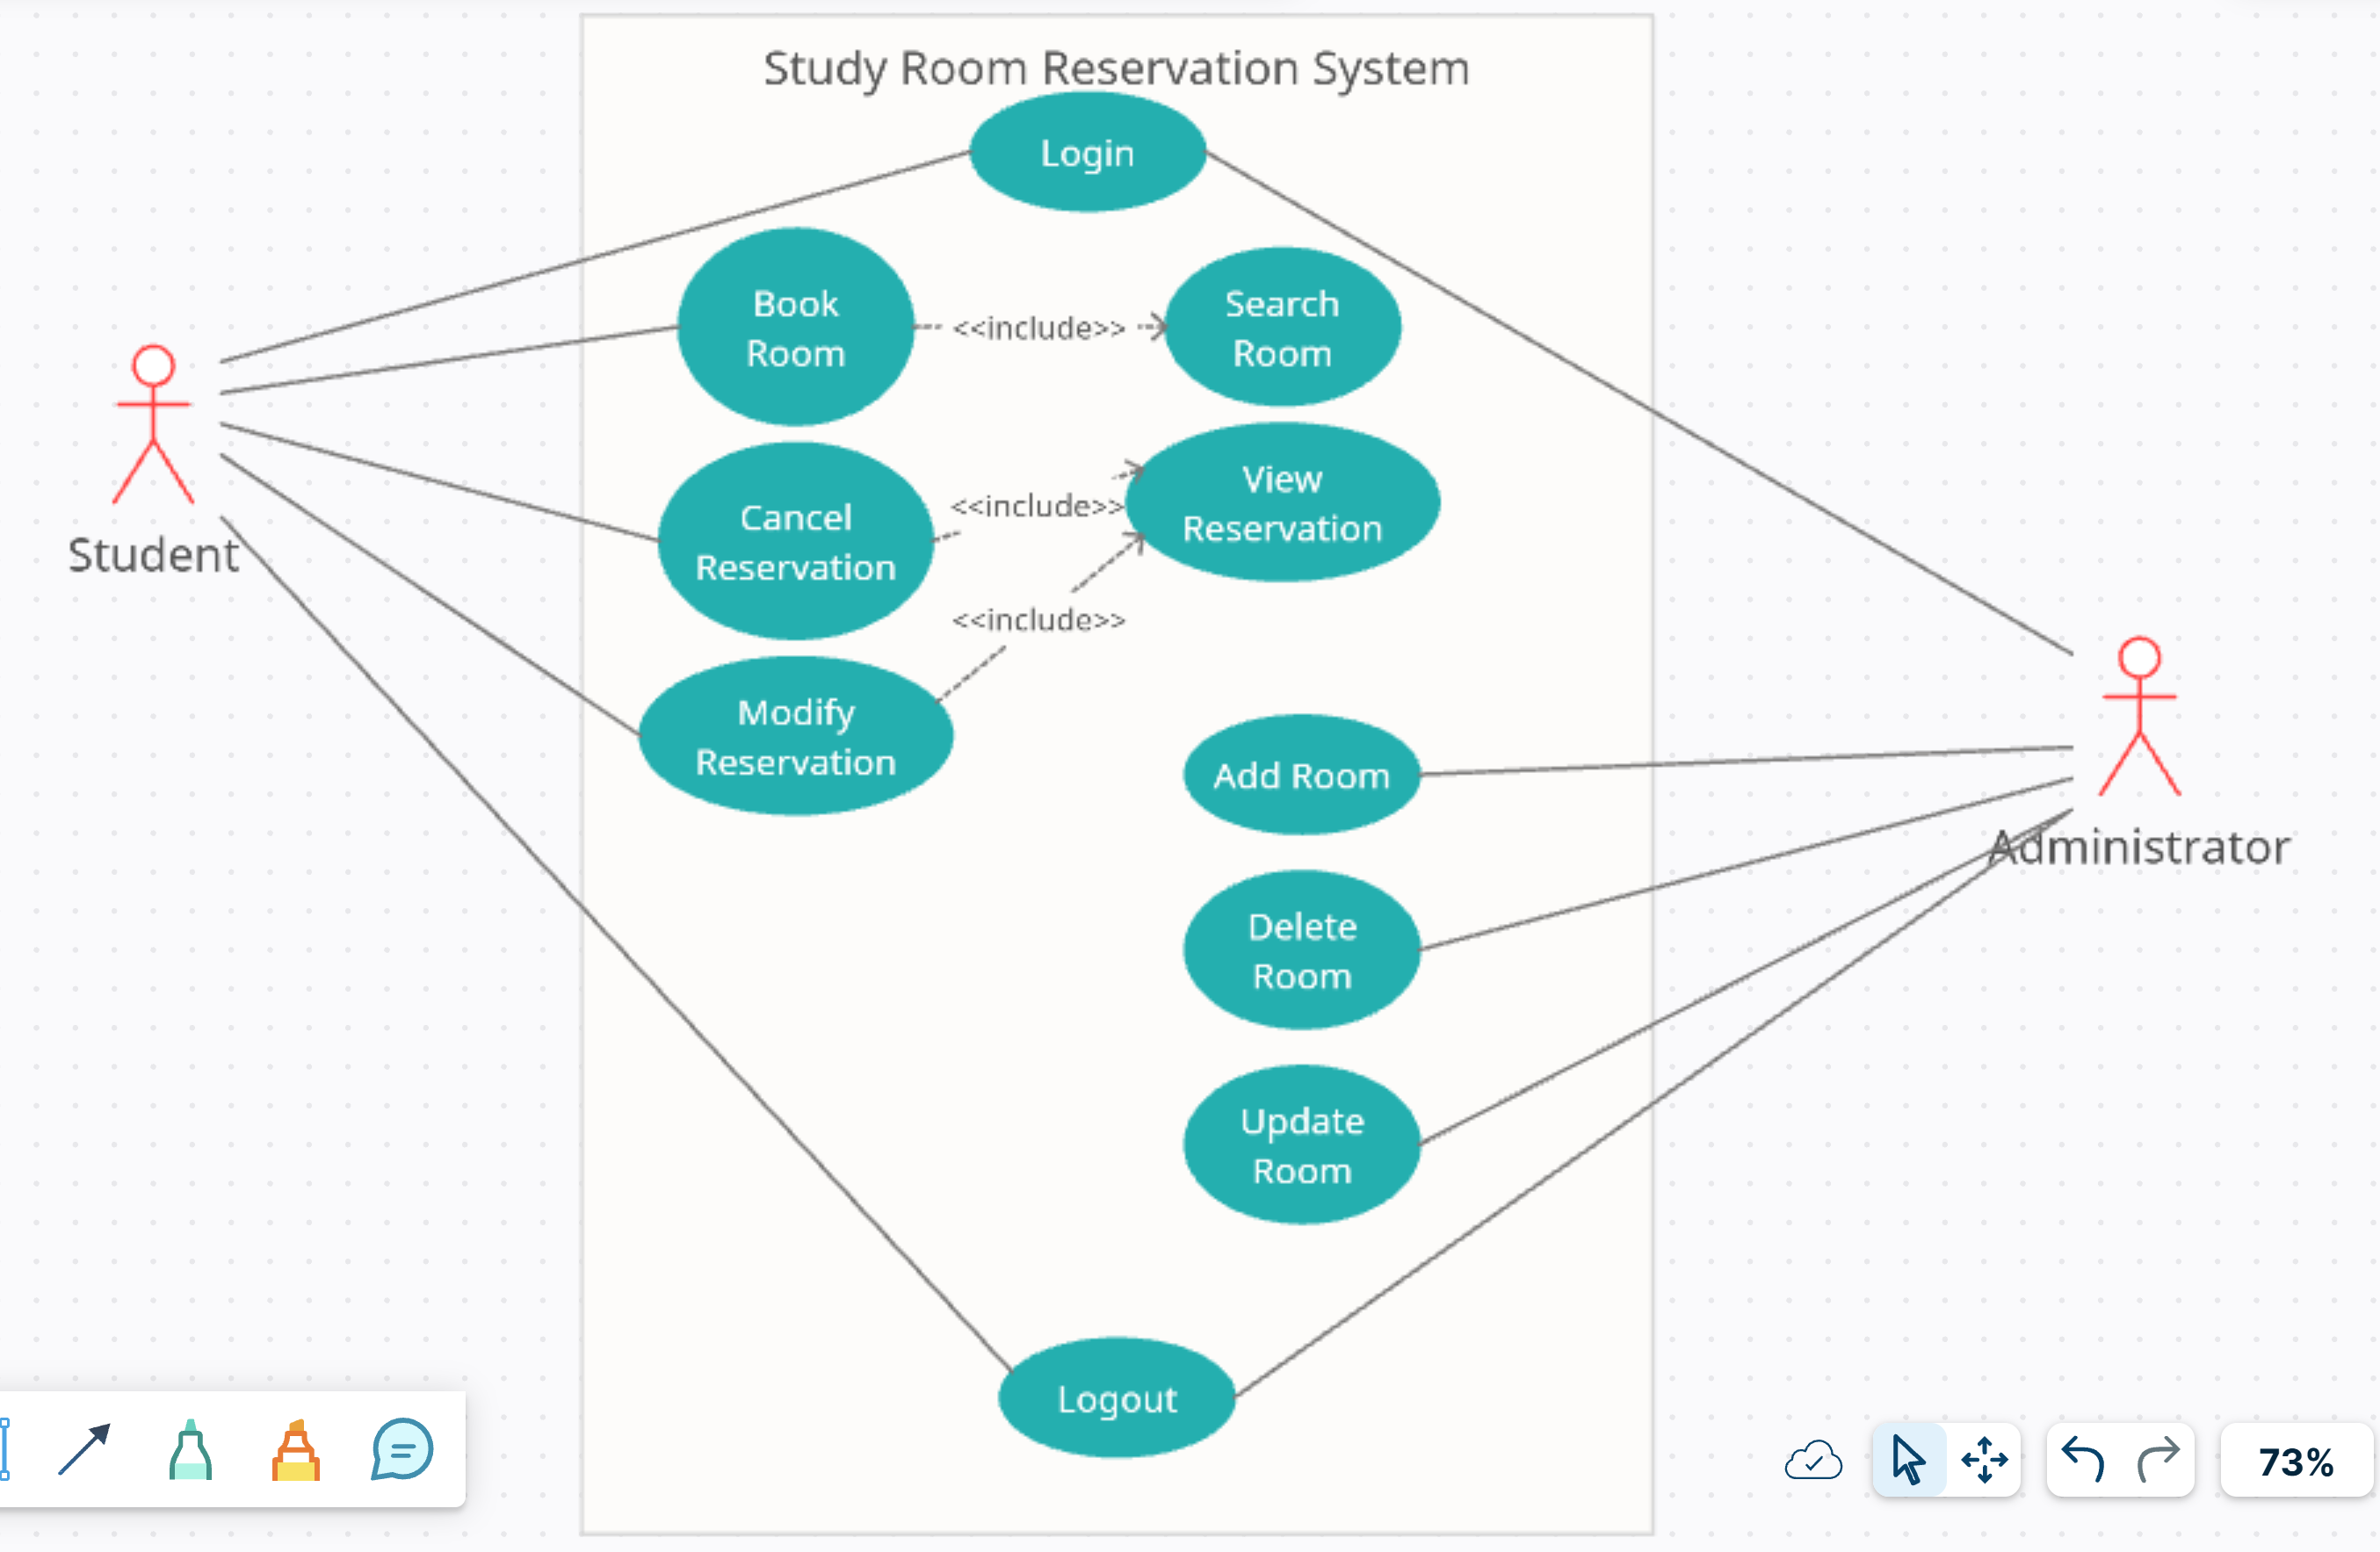 Study Room Reservation System
Login
Book
Room
<<include>>
Search
Room
Cancel
Reservation
<<include>>
View
Reservation
Student
<<include>>
Modify
Reservation
Add Room
Administrator
Delete
Room
Update
Room
Logout
73%